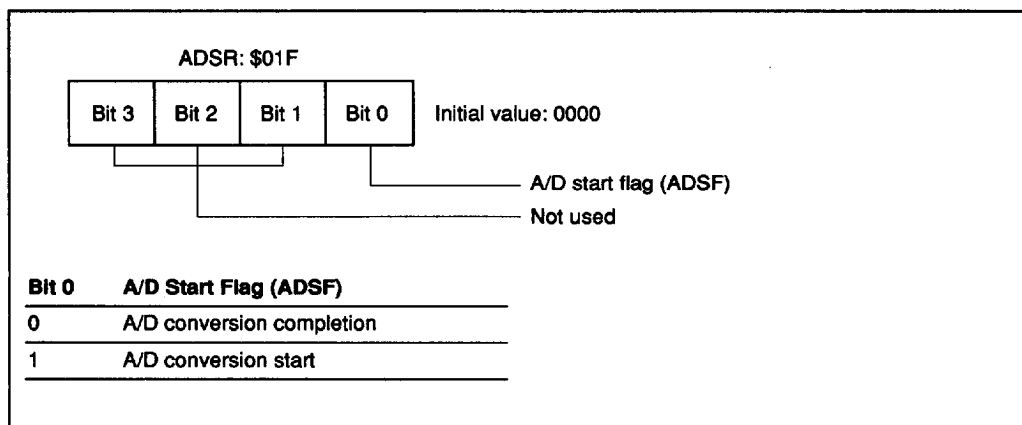 ADSR: $01F
Bit 3 Bit 2 Bit 1 Bit 0 Initial value: 0000
A/D start flag (ADSF)
Not used
Bit 0 A/D Start Flag (ADSF)
0 A/D conversion completion
1 A/D conversion start